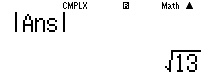 CMPLX R Math ▲
|Ans|
√13